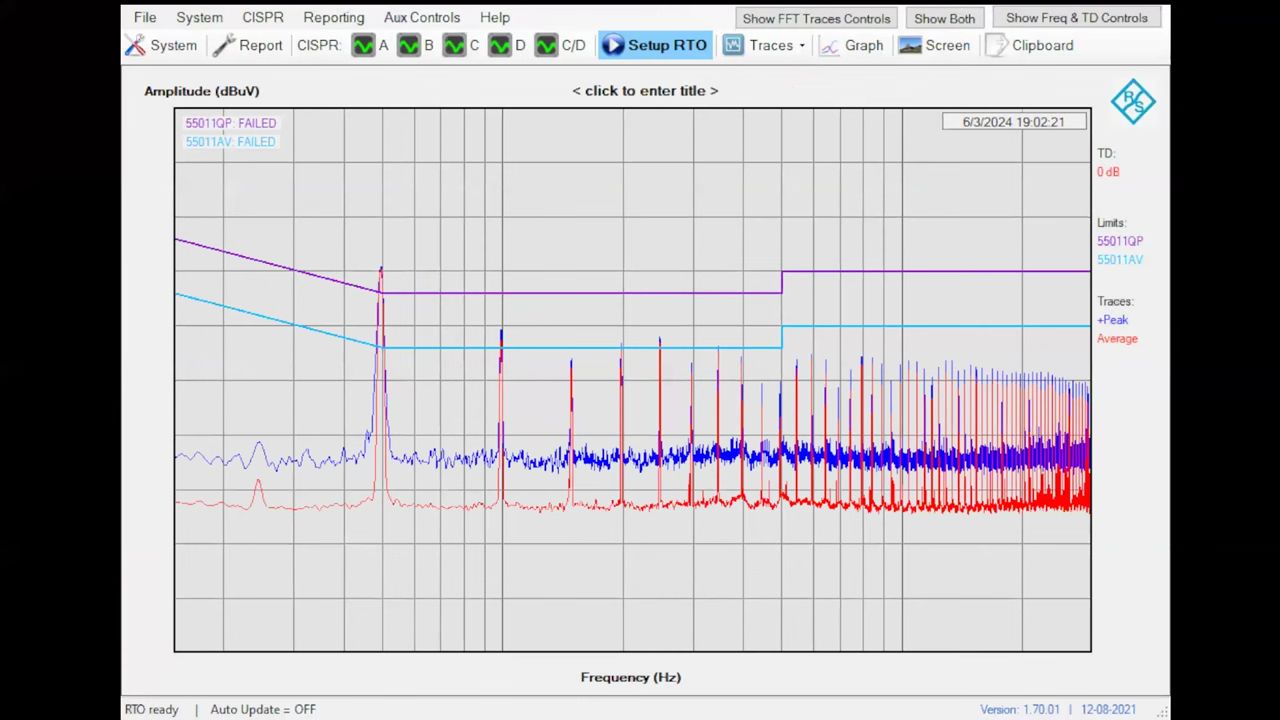 File System CISPR Reporting Aux Controls Help Show FFT Traces Controls Show Both Show Freq & TD Controls
System Report CISPR: A B C D C/D Setup RTO Traces Graph Screen Clipboard
Amplitude (dBuV) < click to enter title >
R S
55011QP: FAILED 6/3/2024 19:02:21
55011AV: FAILED
TD:
0 dB
Limits:
55011QP
55011AV
Traces:
+Peak
Average
Frequency (Hz)
RTO ready | Auto Update = OFF Version: 1.70.01 | 12-08-2021